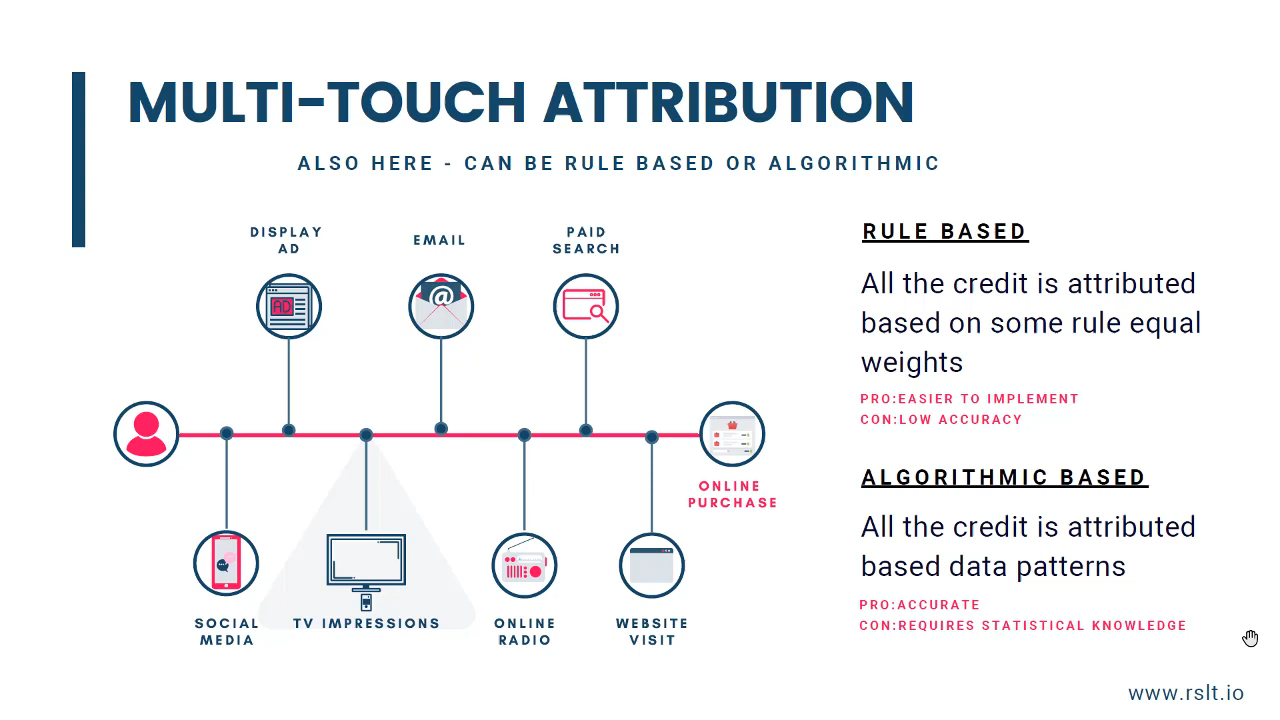 MULTI-TOUCH ATTRIBUTION
ALSO HERE - CAN BE RULE BASED OR ALGORITHMIC
DISPLAY
AD
EMAIL
PAID
SEARCH
AD
@
ONLINE
PURCHASE
SOCIAL
MEDIA
TV IMPRESSIONS
ONLINE
RADIO
WEBSITE
VISIT
RULE BASED
All the credit is attributed
based on some rule equal
weights
PRO:EASIER TO IMPLEMENT
CON:LOW ACCURACY
ALGORITHMIC BASED
All the credit is attributed
based data patterns
PRO:ACCURATE
CON:REQUIRES STATISTICAL KNOWLEDGE
www.rslt.io